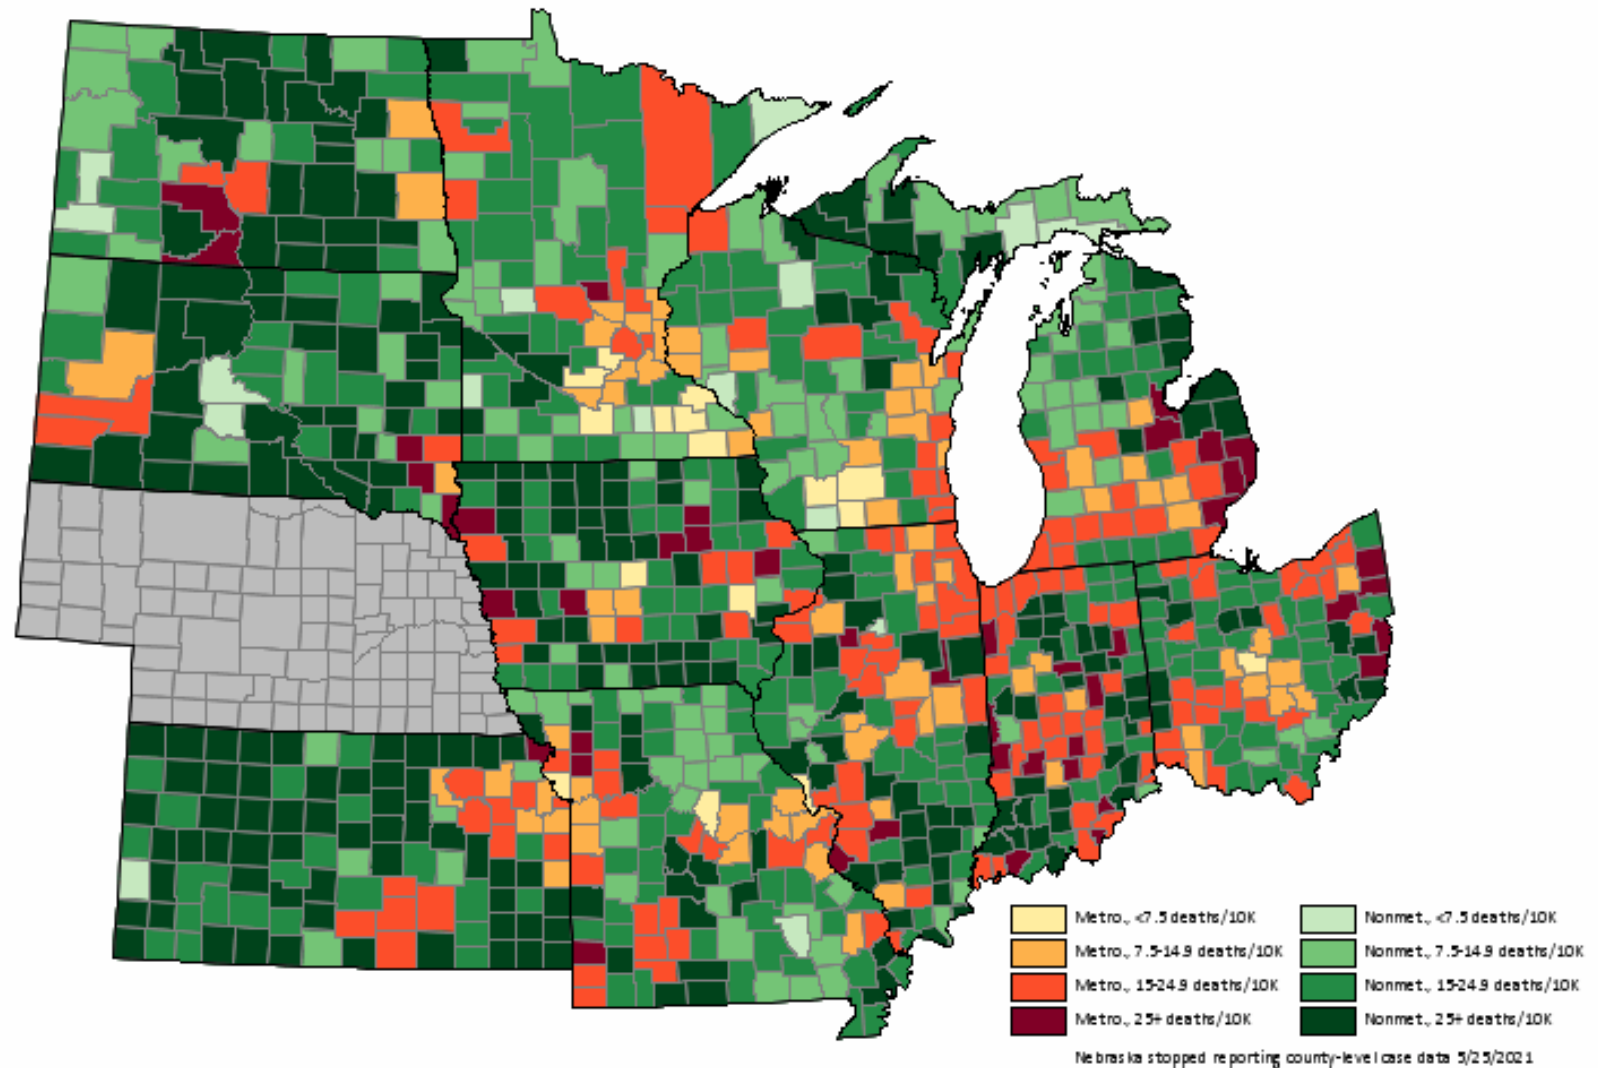 Metro., <7.5 deaths/10K
Metro., 7.5-14.9 deaths/10K
Metro., 15-24.9 deaths/10K
Metro., 25+ deaths/10K
Nonmet., <7.5 deaths/10K
Nonmet., 7.5-14.9 deaths/10K
Nonmet., 15-24.9 deaths/10K
Nonmet., 25+ deaths/10K
Nebraska stopped reporting county-level case data 5/25/2021